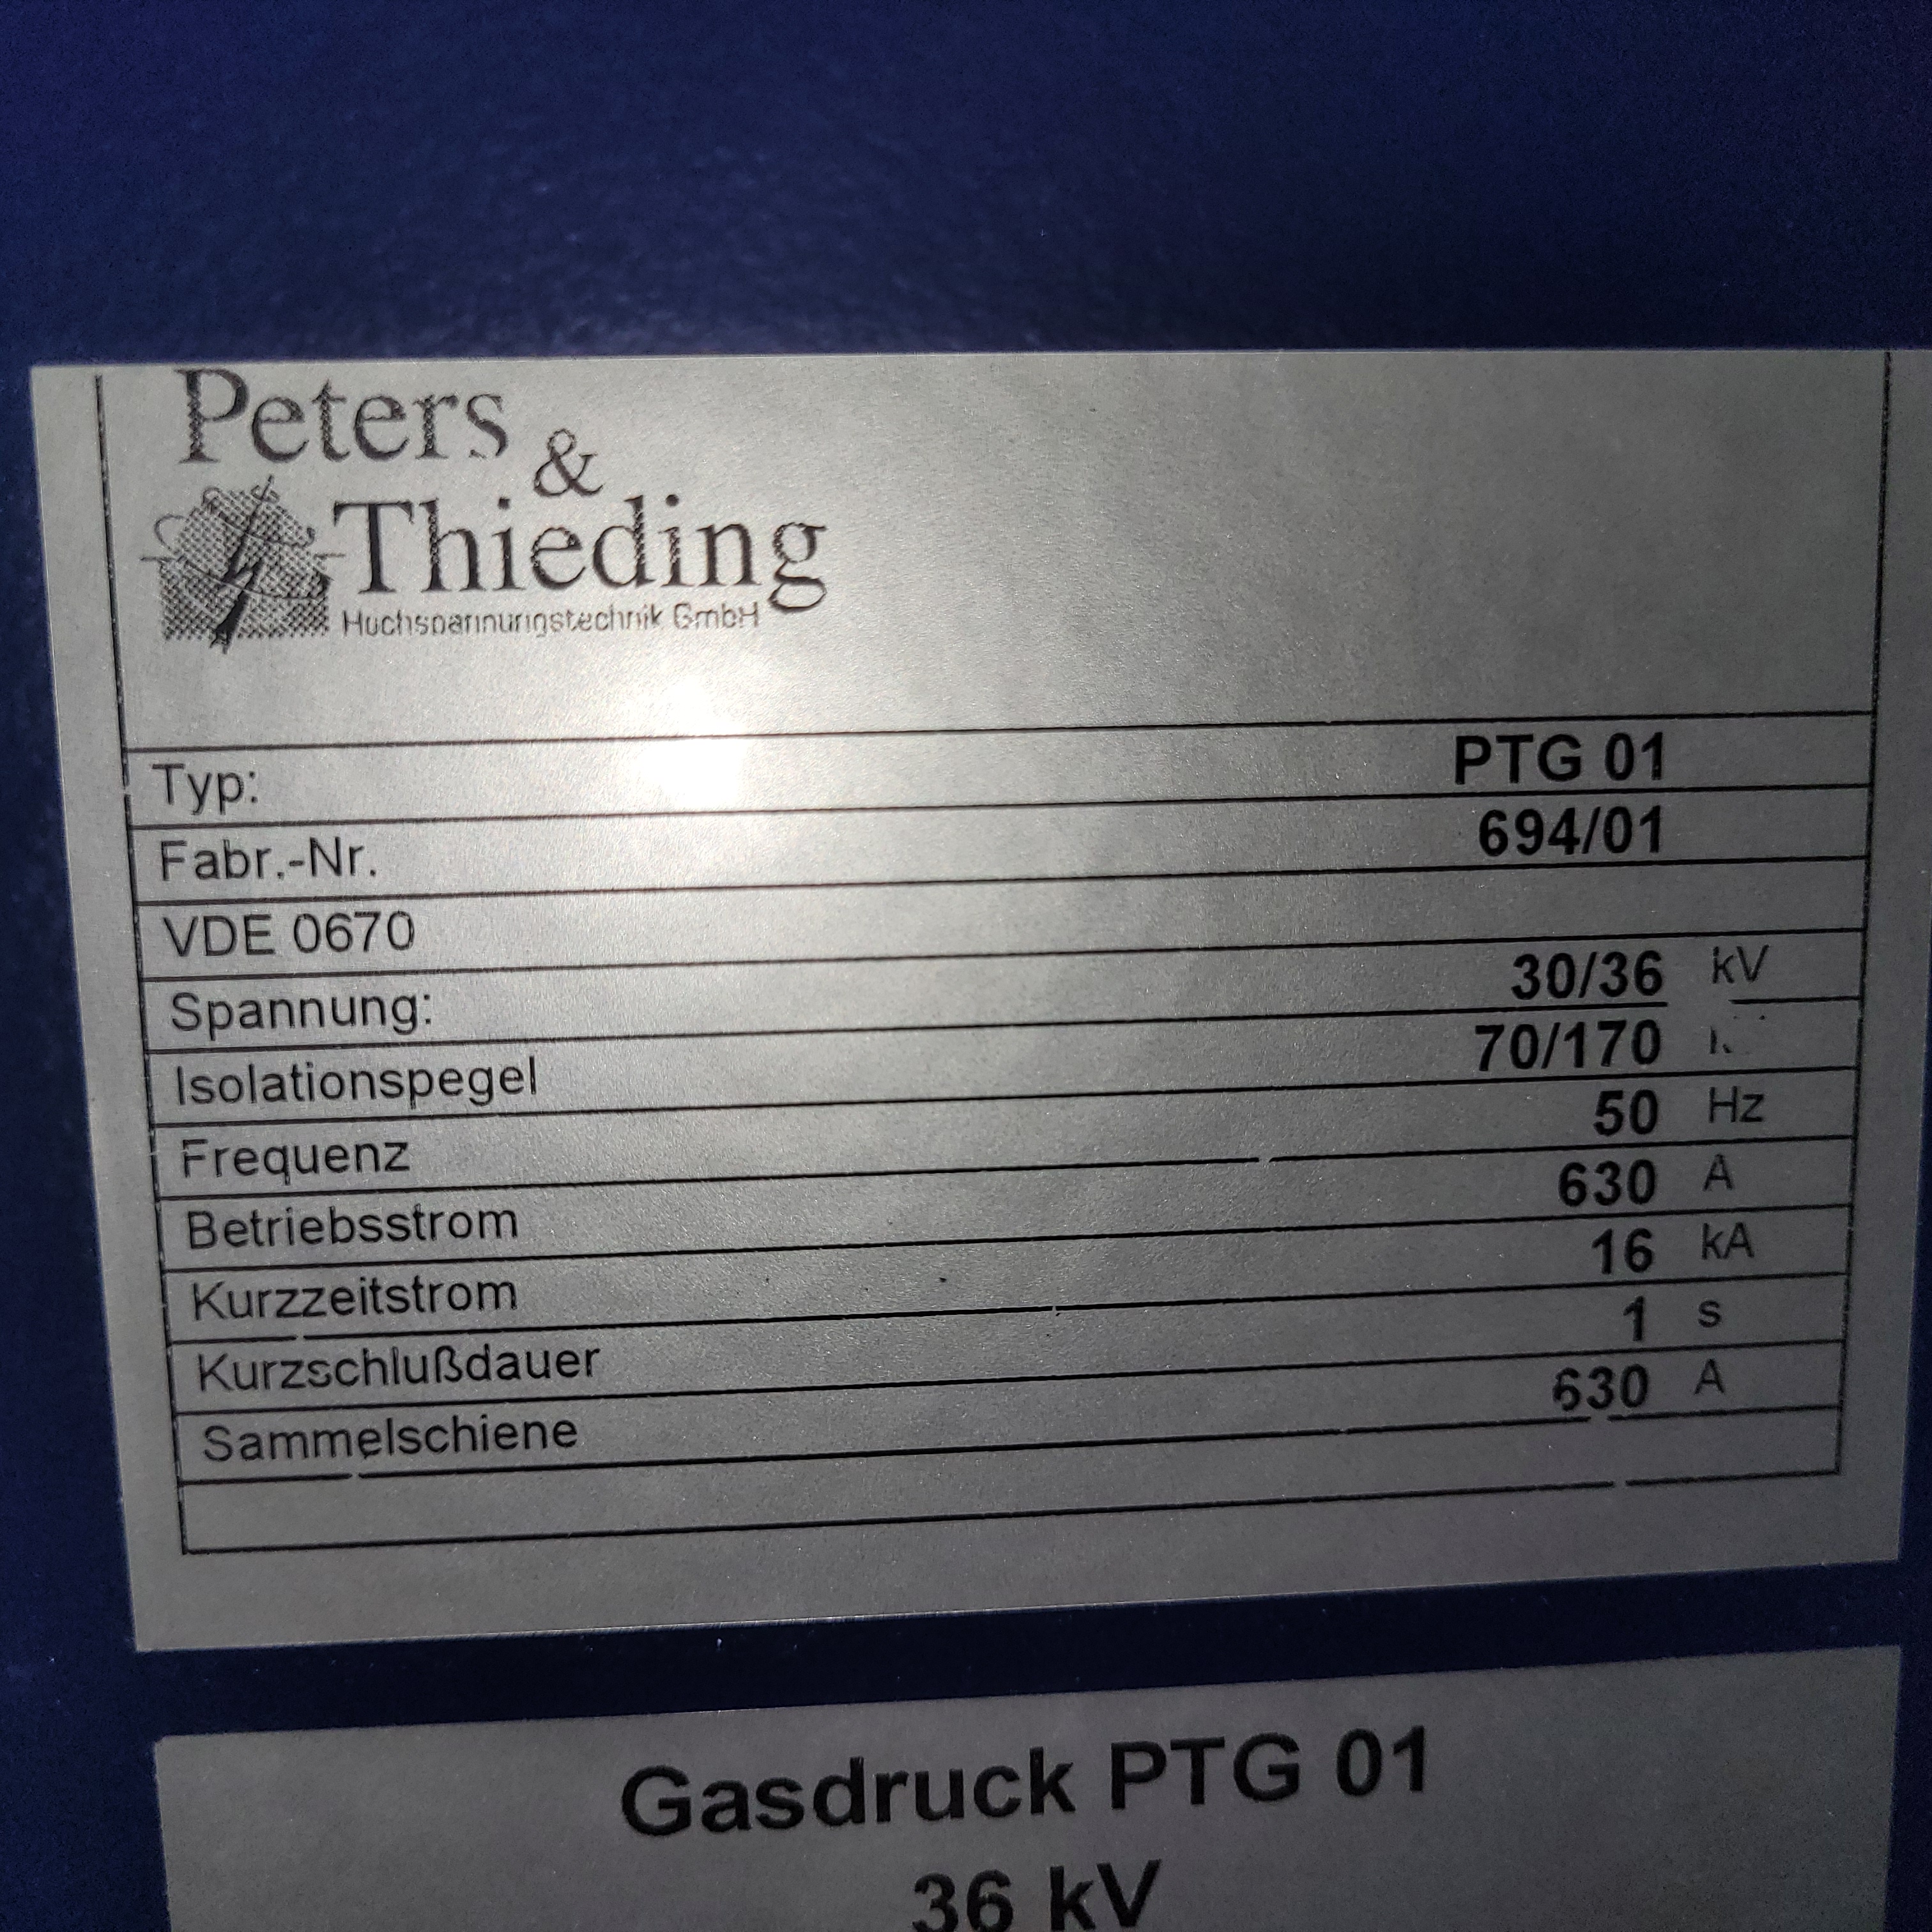 Peters
&
Thieding
Hochspannungstechnik GmbH
Typ: PTG 01
Fabr.-Nr. 694/01
VDE 0670
Spannung: 30/36 kV
Isolationspegel 70/170
Frequenz 50 Hz
Betriebsstrom 630 A
Kurzzeitstrom 16 kA
Kurzschlußdauer 1 s
Sammelschiene 630 A
Gasdruck PTG 01
36 kV